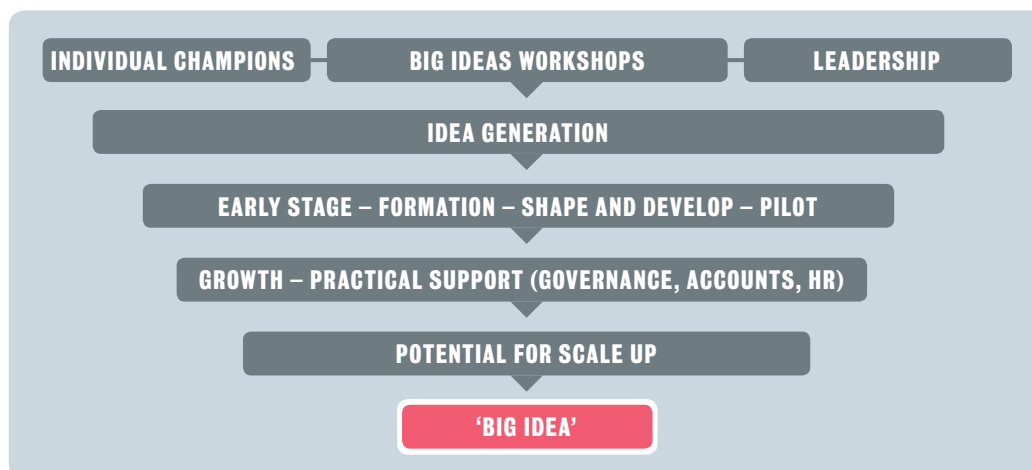 INDIVIDUAL CHAMPIONS
BIG IDEAS WORKSHOPS
LEADERSHIP
IDEA GENERATION
EARLY STAGE – FORMATION – SHAPE AND DEVELOP – PILOT
GROWTH – PRACTICAL SUPPORT (GOVERNANCE, ACCOUNTS, HR)
POTENTIAL FOR SCALE UP
‘BIG IDEA’